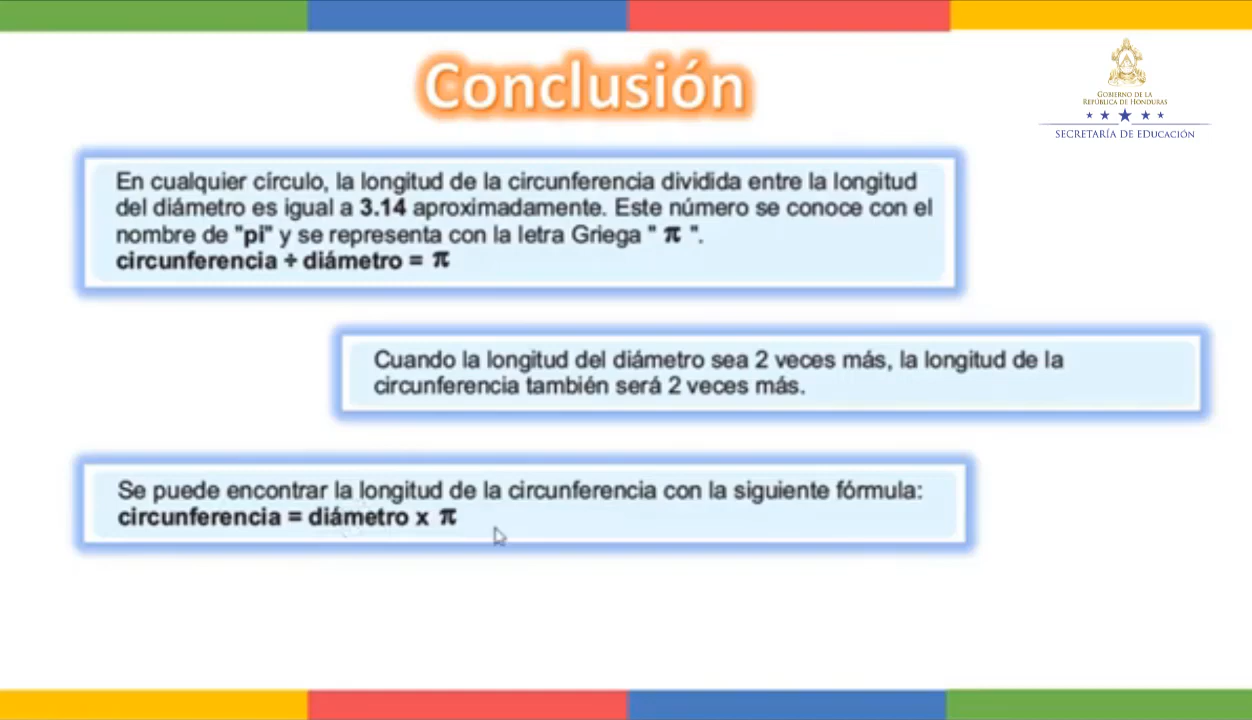 Conclusión
GOBIERNO DE LA
REPÚBLICA DE HONDURAS
SECRETARÍA DE EDUCACIÓN
En cualquier círculo, la longitud de la circunferencia dividida entre la longitud
del diámetro es igual a 3.14 aproximadamente. Este número se conoce con el
nombre de "pi" y se representa con la letra Griega " π ".
circunferencia ÷ diámetro = π
Cuando la longitud del diámetro sea 2 veces más, la longitud de la
circunferencia también será 2 veces más.
Se puede encontrar la longitud de la circunferencia con la siguiente fórmula:
circunferencia = diámetro x π